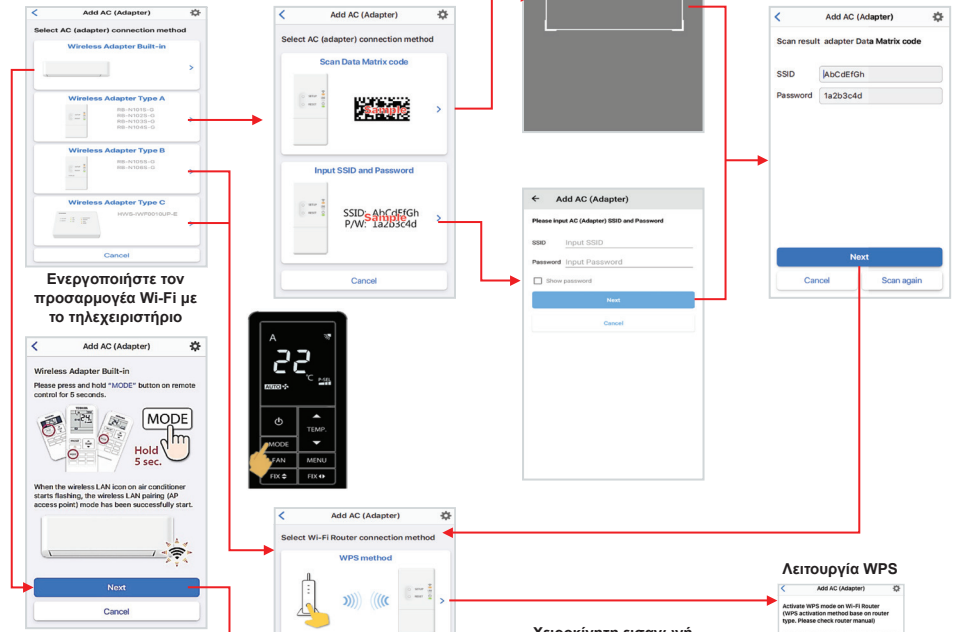 Add AC (Adapter)
Select AC (adapter) connection method
Wireless Adapter Built-in
Wireless Adapter Type A
RB-N101S-G
RB-N102S-G
RB-N103S-G
RB-N104S-G
Wireless Adapter Type B
RB-N105S-G
RB-N106S-G
Wireless Adapter Type C
HWS-IWP0010UP-E
Cancel
Ενεργοποιήστε τον
προσαρμογέα Wi-Fi με
το τηλεχειριστήριο
Add AC (Adapter)
Wireless Adapter Built-in
Please press and hold "MODE" button on remote
control for 5 seconds.
MODE
Hold
5 sec.
When the wireless LAN icon on air conditioner
starts flashing, the wireless LAN pairing (AP
access point) mode has been successfully start.
Next
Cancel
Add AC (Adapter)
Select AC (adapter) connection method
Scan Data Matrix code
Sample
Input SSID and Password
SSID: AbCdEfGh
P/W: 1a2b3c4d
Sample
Cancel
A
22
°C
P-SEL
AUTO
TEMP.
MODE
FAN
MENU
FIX
FIX
Add AC (Adapter)
Select Wi-Fi Router connection method
WPS method
Add AC (Adapter)
Please input AC (Adapter) SSID and Password
SSID
Input SSID
Password
Input Password
Show password
Next
Cancel
Add AC (Adapter)
Scan result adapter Data Matrix code
SSID
AbCdEfGh
Password
1a2b3c4d
Next
Cancel
Scan again
Λειτουργία WPS
Add AC (Adapter)
Activate WPS mode on Wi-Fi Router
(WPS activation method base on router
type. Please check router manual)
Χειροκίνητη εισαγωγή